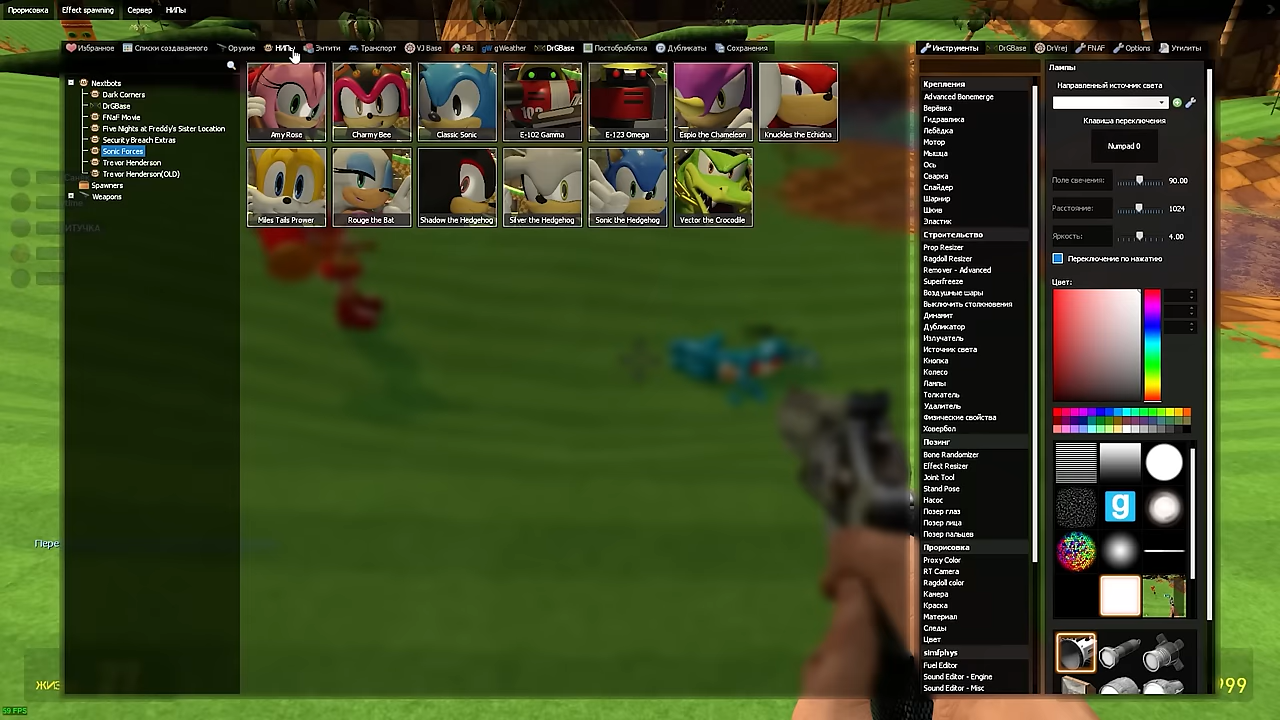 Прорисовка Effect spawning Сервер НИПы
Избранное Списки создаваемого Оружие НИПы Энтити Транспорт VJ Base Pills gWeather DrGBase Постобработка Дубликаты Сохранения
Nextbots
Dark Corners
DrGBase
FNaF Movie
Five Nights at Freddy's Sister Location
Security Breach Extras
Sonic Forces
Trevor Henderson
Trevor Henderson(OLD)
Spawners
Weapons
Amy Rose Charmy Bee Classic Sonic E-102 Gamma E-123 Omega Espio the Chameleon Knuckles the Echidna
Miles Tails Prower Rouge the Bat Shadow the Hedgehog Silver the Hedgehog Sonic the Hedgehog Vector the Crocodile
Инструменты DrGBase DrVrej FNAF Options Утилиты
Крепления
Advanced Bonemerge
Верёвка
Гидравлика
Лебёдка
Мотор
Мышца
Ось
Сварка
Слайдер
Шарнир
Шкив
Эластик
Строительство
Prop Resizer
Ragdoll Resizer
Remover - Advanced
Superfreeze
Воздушные шары
Выключить столкновения
Динамит
Дубликатор
Излучатель
Источник света
Кнопка
Колесо
Лампы
Толкатель
Удалитель
Физические свойства
Ховербол
Позинг
Bone Randomizer
Effect Resizer
Joint Tool
Stand Pose
Насос
Позер глаз
Позер лица
Позер пальцев
Прорисовка
Proxy Color
RT Camera
Ragdoll color
Камера
Краска
Материал
Следы
Цвет
simfphys
Fuel Editor
Sound Editor - Engine
Sound Editor - Misc
Лампы
Направленный источник света
Клавиша переключения
Numpad 0
Поле свечения: 90.00
Расстояние: 1024
Яркость: 4.00
Переключение по нажатию
Цвет:
g
Пере
59 FPS